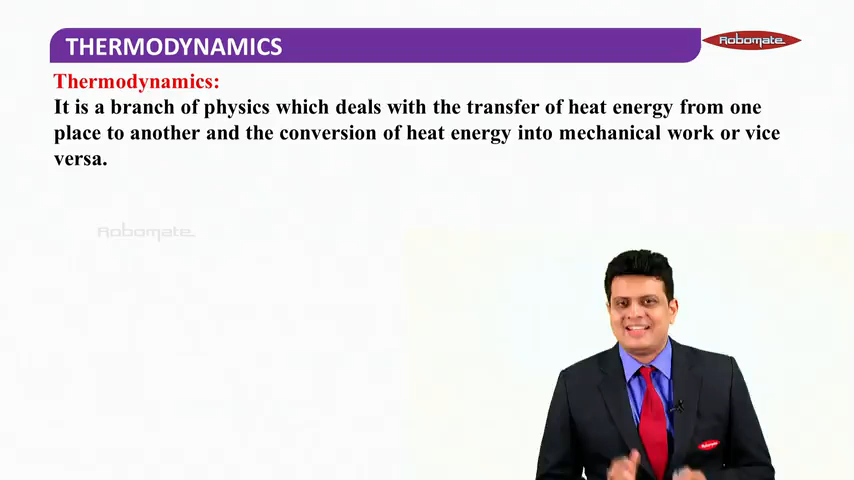 THERMODYNAMICS
Robomate
Thermodynamics:
It is a branch of physics which deals with the transfer of heat energy from one
place to another and the conversion of heat energy into mechanical work or vice
versa.
Robomate
Robomate